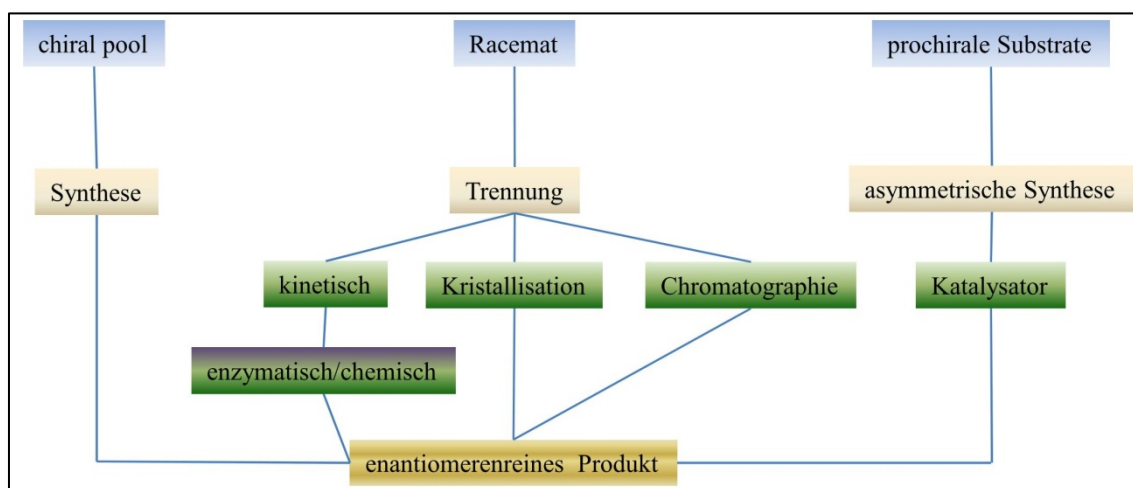 chiral pool
Racemat
prochirale Substrate
Synthese
Trennung
asymmetrische Synthese
kinetisch
Kristallisation
Chromatographie
Katalysator
enzymatisch/chemisch
enantiomerenreines Produkt